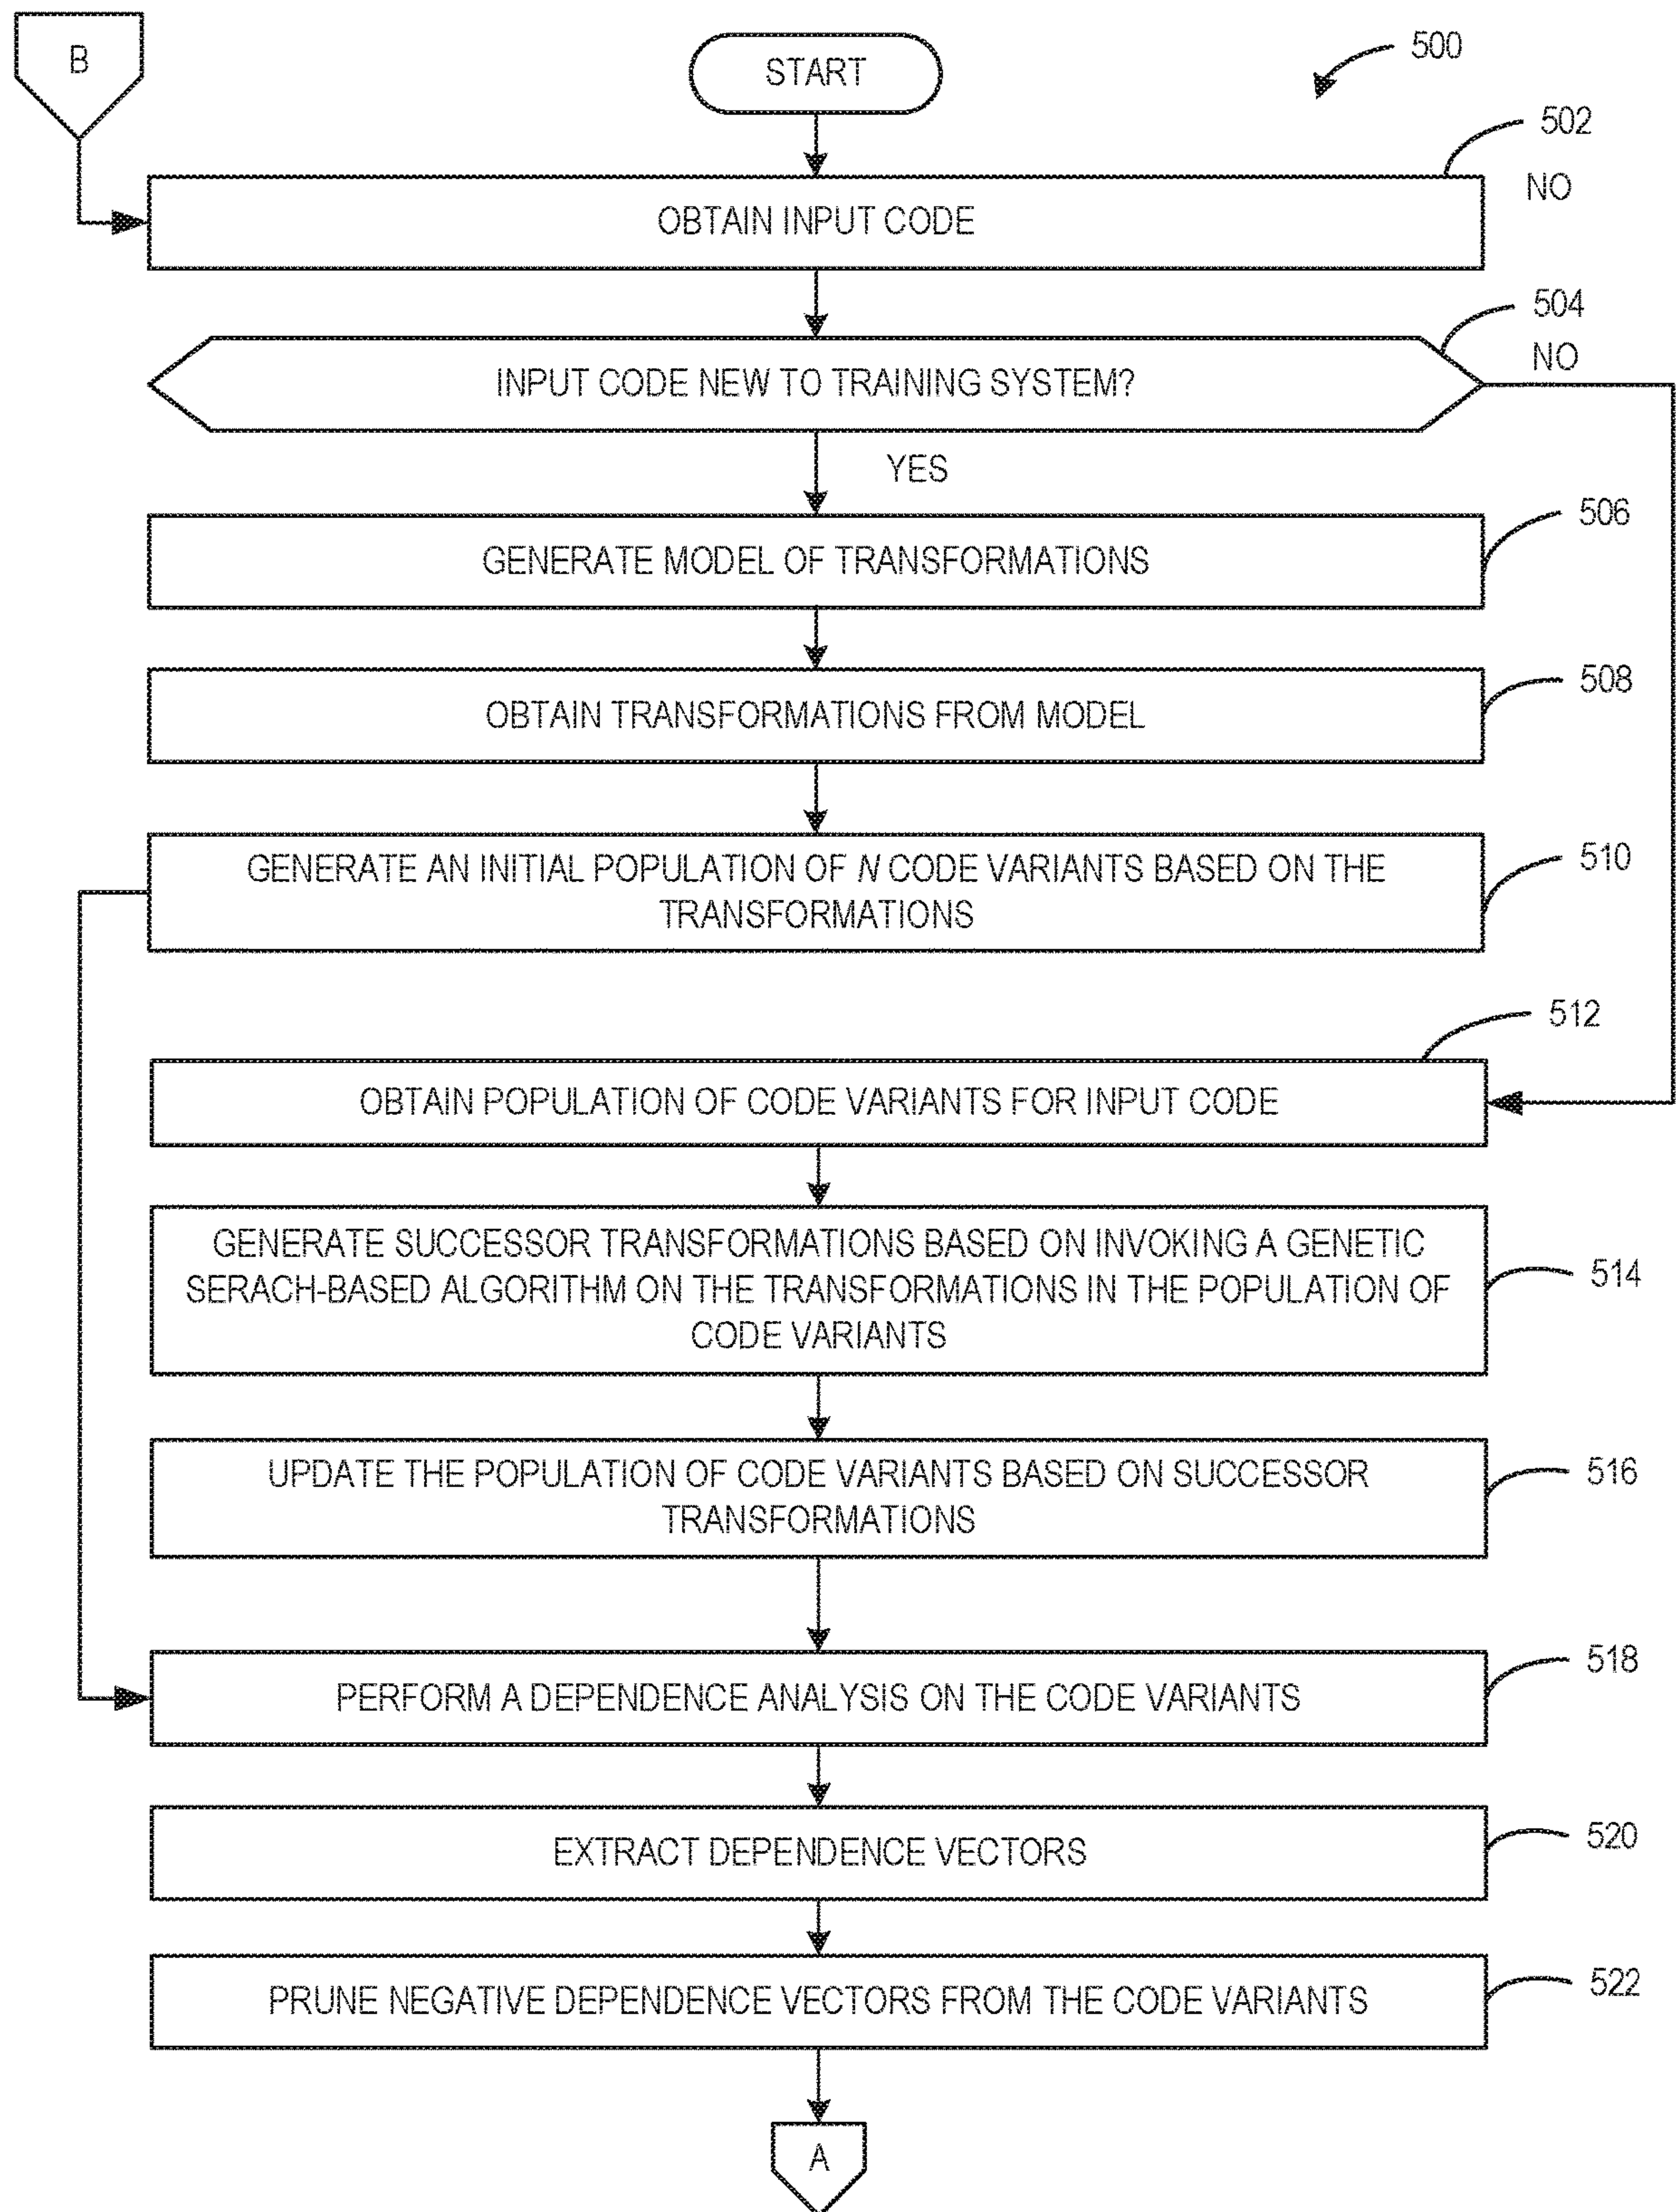 B
START
500
502
NO
OBTAIN INPUT CODE
504
NO
INPUT CODE NEW TO TRAINING SYSTEM?
YES
506
GENERATE MODEL OF TRANSFORMATIONS
508
OBTAIN TRANSFORMATIONS FROM MODEL
GENERATE AN INITIAL POPULATION OF N CODE VARIANTS BASED ON THE
TRANSFORMATIONS
510
512
OBTAIN POPULATION OF CODE VARIANTS FOR INPUT CODE
GENERATE SUCCESSOR TRANSFORMATIONS BASED ON INVOKING A GENETIC
SERACH-BASED ALGORITHM ON THE TRANSFORMATIONS IN THE POPULATION OF
CODE VARIANTS
514
UPDATE THE POPULATION OF CODE VARIANTS BASED ON SUCCESSOR
TRANSFORMATIONS
516
518
PERFORM A DEPENDENCE ANALYSIS ON THE CODE VARIANTS
520
EXTRACT DEPENDENCE VECTORS
522
PRUNE NEGATIVE DEPENDENCE VECTORS FROM THE CODE VARIANTS
A